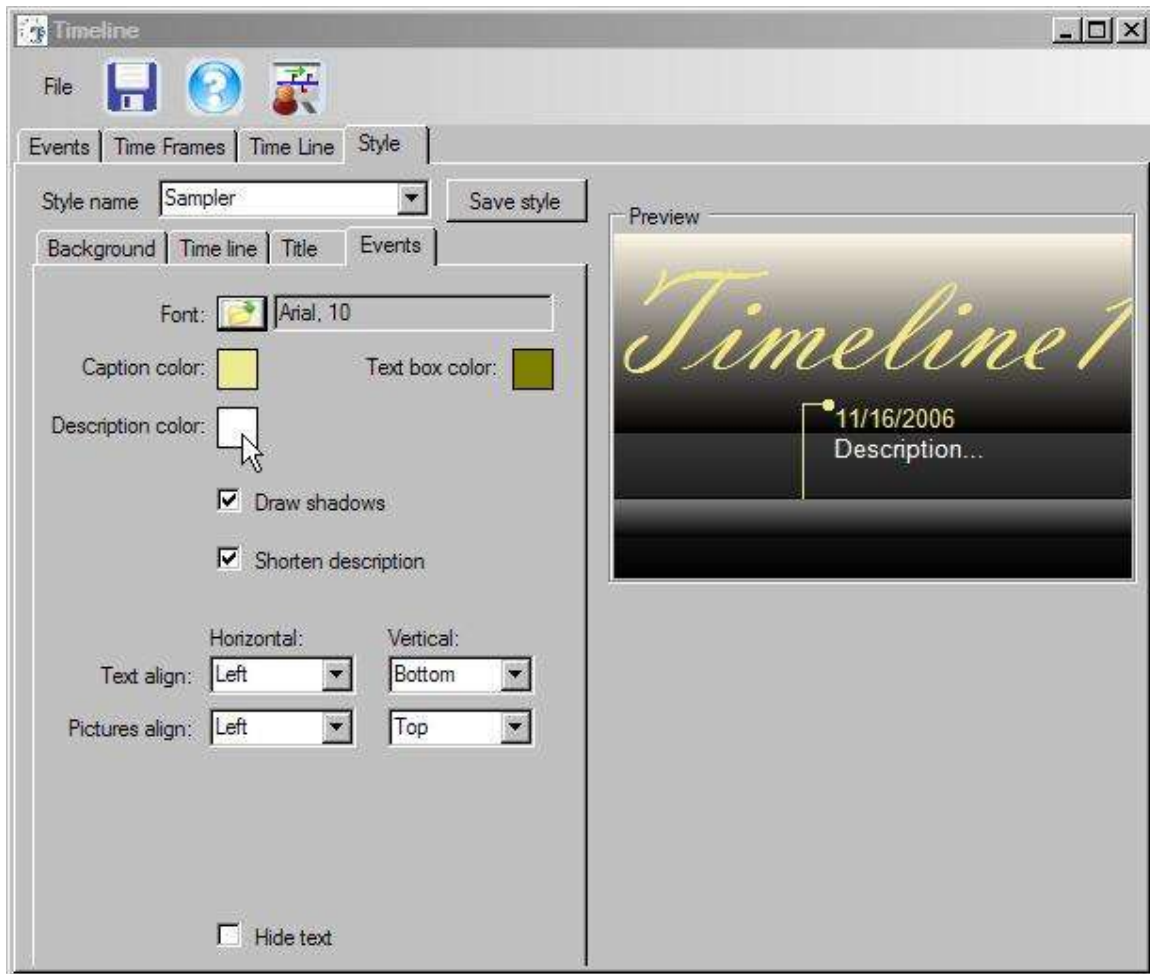 Timeline
File
Events Time Frames Time Line Style
Style name Sampler Save style
Background Time line Title Events
Font: Arial, 10
Caption color: Text box color:
Description color:
Draw shadows
Shorten description
Horizontal: Vertical:
Text align: Left Bottom
Pictures align: Left Top
Hide text
Preview
Timeline1
11/16/2006
Description...